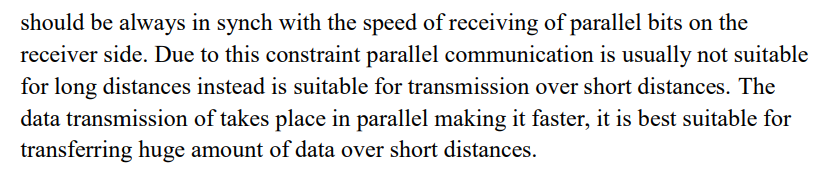 should be always in synch with the speed of receiving of parallel bits on the
receiver side. Due to this constraint parallel communication is usually not suitable
for long distances instead is suitable for transmission over short distances. The
data transmission of takes place in parallel making it faster, it is best suitable for
transferring huge amount of data over short distances.